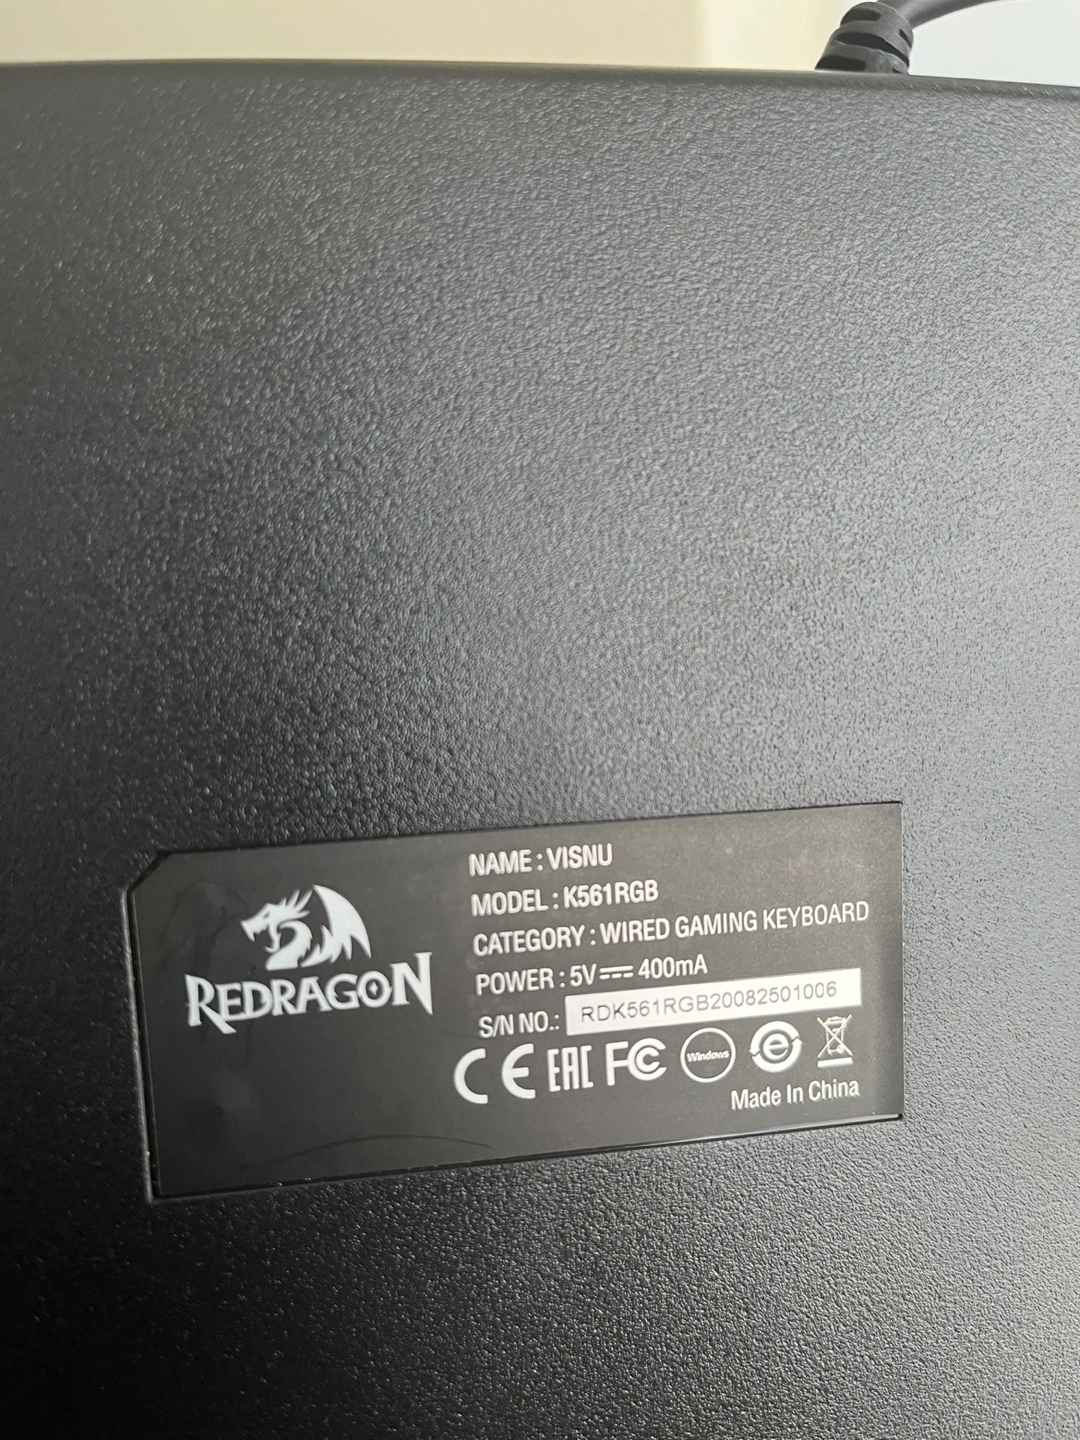 REDRAGON
NAME : VISNU
MODEL : K561RGB
CATEGORY : WIRED GAMING KEYBOARD
POWER : 5V⎓400mA
S/N NO.: RDK561RGB20082501006
CE EAC FC Windows e
Made In China